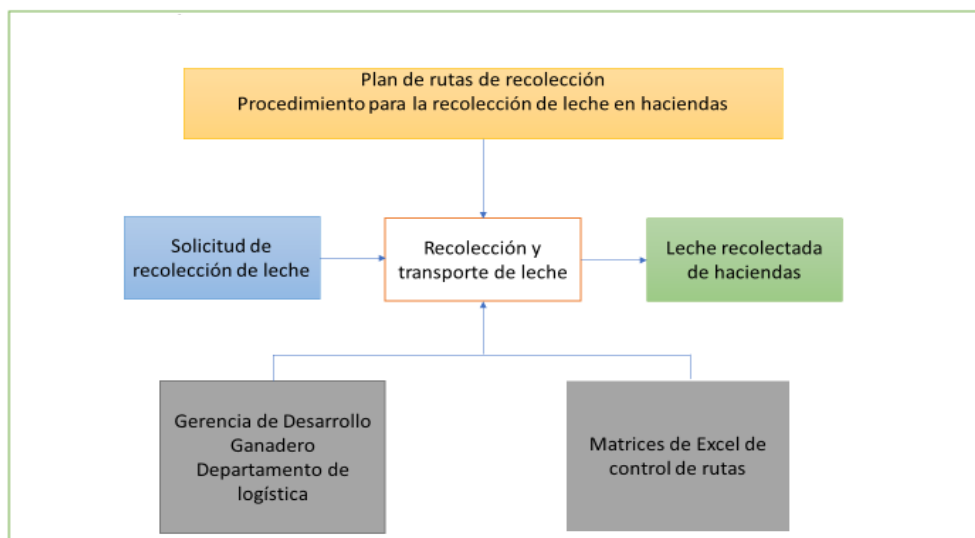 Plan de rutas de recolección
Procedimiento para la recolección de leche en haciendas
Solicitud de
recolección de leche
Recolección y
transporte de leche
Leche recolectada
de haciendas
Gerencia de Desarrollo
Ganadero
Departamento de
logística
Matrices de Excel de
control de rutas